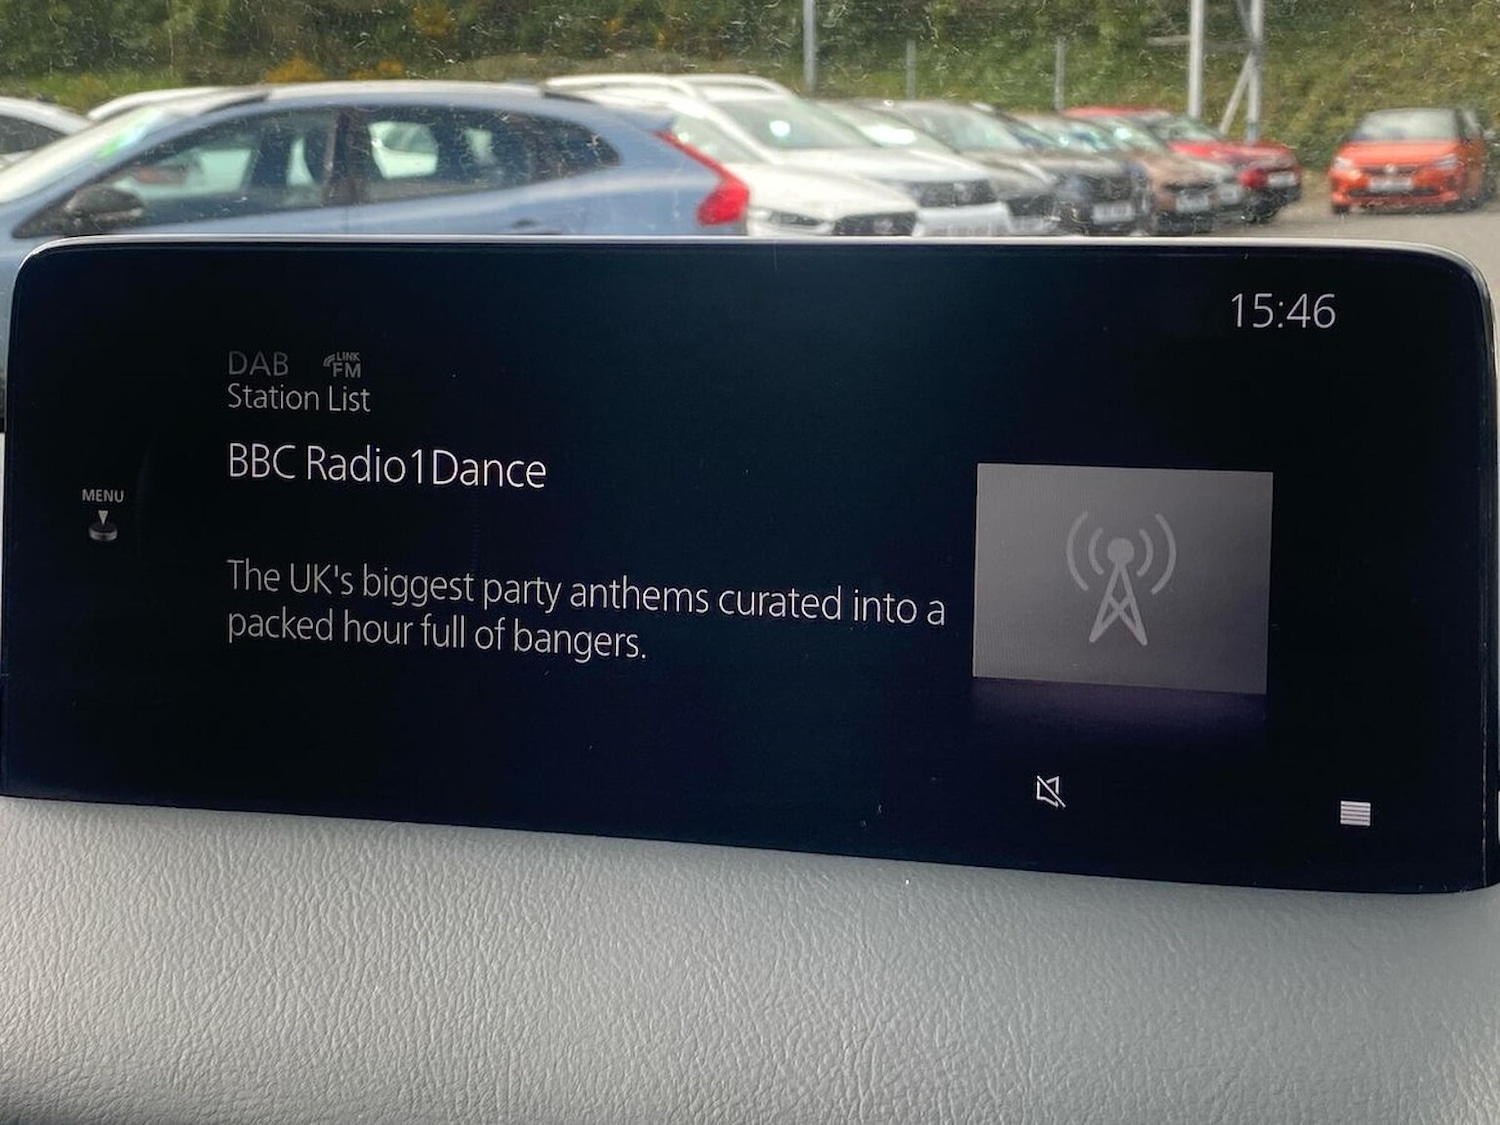 15:46
DAB LINK FM
Station List
BBC Radio1Dance
MENU
The UK's biggest party anthems curated into a
packed hour full of bangers.